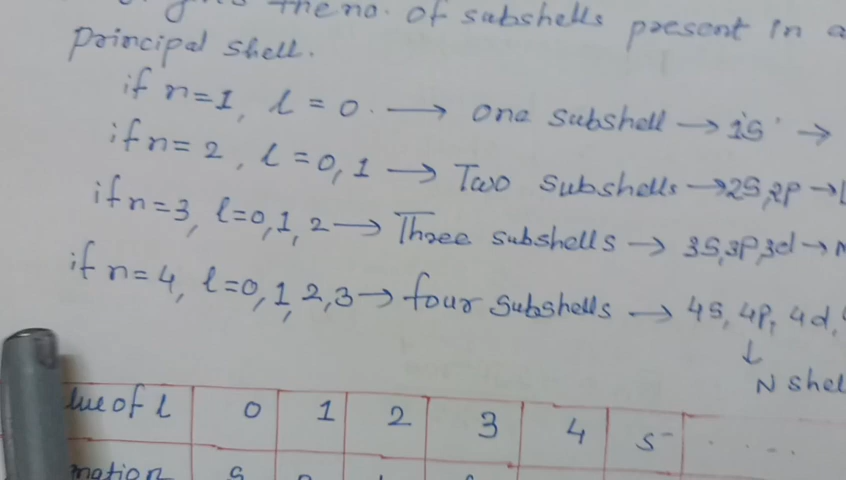 the no. of subshells present in a
principal shell.
if n=1, l = 0. → one subshell → 1s →
if n= 2, l = 0,1 → Two subshells → 2s,2p →
if n=3, l=0,1,2 → Three subshells → 3s,3p,3d →
if n=4, l=0,1,2,3 → four subshells → 4s, 4p, 4d,
↓
N shel
lue of l 0 1 2 3 4 5 ....
mation s